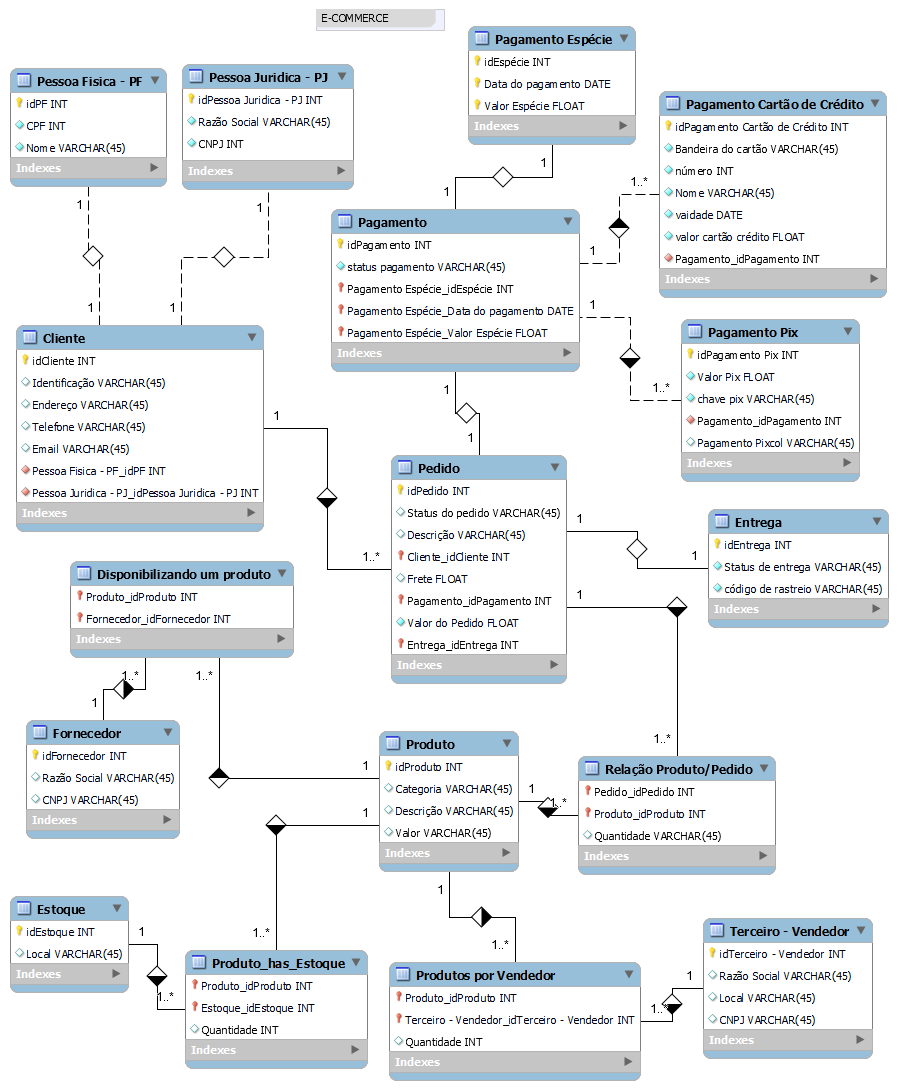 E-COMMERCE
Pagamento Espécie
idEspécie INT
Data do pagamento DATE
Valor Espécie FLOAT
Indexes
Pessoa Fisica - PF
idPF INT
CPF INT
Nome VARCHAR(45)
Indexes
Pessoa Juridica - PJ
idPessoa Juridica - PJ INT
Razão Social VARCHAR(45)
CNPJ INT
Indexes
Pagamento Cartão de Crédito
idPagamento Cartão de Crédito INT
Bandeira do cartão VARCHAR(45)
número INT
Nome VARCHAR(45)
vaidade DATE
valor cartão crédito FLOAT
Pagamento_idPagamento INT
Indexes
1
1
1
1
1..*
Pagamento
idPagamento INT
status pagamento VARCHAR(45)
Pagamento Espécie_idEspécie INT
Pagamento Espécie_Data do pagamento DATE
Pagamento Espécie_Valor Espécie FLOAT
Indexes
1
1
1..*
Pagamento Pix
idPagamento Pix INT
Valor Pix FLOAT
chave pix VARCHAR(45)
Pagamento_idPagamento INT
Pagamento Pixcol VARCHAR(45)
Indexes
1
1
Cliente
idCliente INT
Identificação VARCHAR(45)
Endereço VARCHAR(45)
Telefone VARCHAR(45)
Email VARCHAR(45)
Pessoa Fisica - PF_idPF INT
Pessoa Juridica - PJ_idPessoa Juridica - PJ INT
Indexes
1
1..*
1
1
Pedido
idPedido INT
Status do pedido VARCHAR(45)
Descrição VARCHAR(45)
Cliente_idCliente INT
Frete FLOAT
Pagamento_idPagamento INT
Valor do Pedido FLOAT
Entrega_idEntrega INT
Indexes
1
1
Entrega
idEntrega INT
Status de entrega VARCHAR(45)
código de rastreio VARCHAR(45)
Indexes
1
1..*
Disponibilizando um produto
Produto_idProduto INT
Fornecedor_idFornecedor INT
Indexes
1..*
1
1..*
1
Fornecedor
idFornecedor INT
Razão Social VARCHAR(45)
CNPJ VARCHAR(45)
Indexes
Produto
idProduto INT
Categoria VARCHAR(45)
Descrição VARCHAR(45)
Valor VARCHAR(45)
Indexes
1
1..*
Relação Produto/Pedido
Pedido_idPedido INT
Produto_idProduto INT
Quantidade VARCHAR(45)
Indexes
1
1..*
1
1..*
Estoque
idEstoque INT
Local VARCHAR(45)
Indexes
1
1..*
Produto_has_Estoque
Produto_idProduto INT
Estoque_idEstoque INT
Quantidade INT
Indexes
Produtos por Vendedor
Produto_idProduto INT
Terceiro - Vendedor_idTerceiro - Vendedor INT
Quantidade INT
Indexes
1
1..*
Terceiro - Vendedor
idTerceiro - Vendedor INT
Razão Social VARCHAR(45)
Local VARCHAR(45)
CNPJ VARCHAR(45)
Indexes